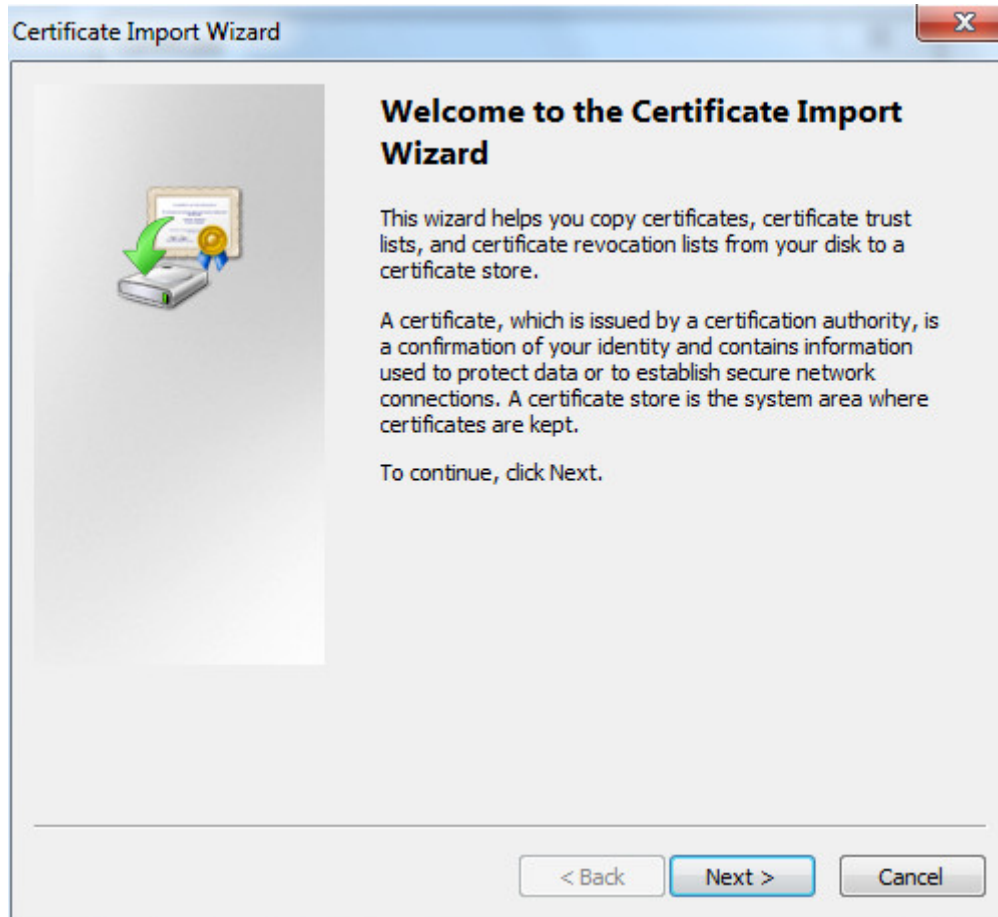 Certificate Import Wizard
Welcome to the Certificate Import
Wizard
This wizard helps you copy certificates, certificate trust
lists, and certificate revocation lists from your disk to a
certificate store.
A certificate, which is issued by a certification authority, is
a confirmation of your identity and contains information
used to protect data or to establish secure network
connections. A certificate store is the system area where
certificates are kept.
To continue, click Next.
< Back
Next >
Cancel